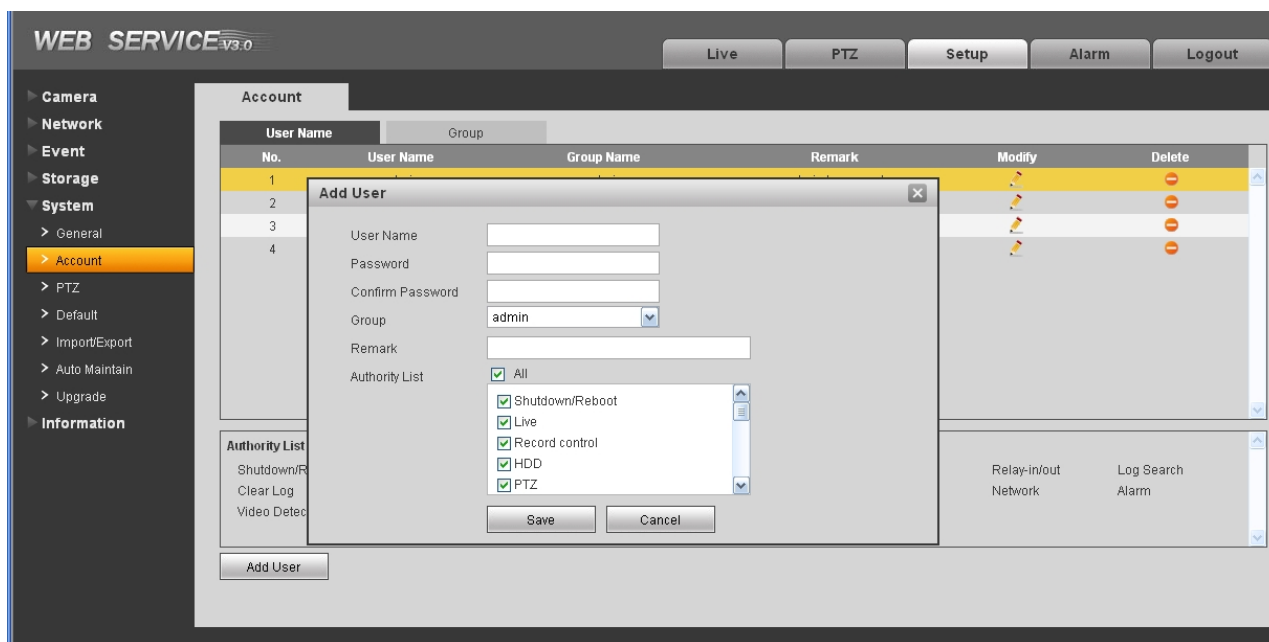 WEB SERVICE V3.0
Live PTZ Setup Alarm Logout
Camera
Network
Event
Storage
System
General
Account
PTZ
Default
Import/Export
Auto Maintain
Upgrade
Information
Account
User Name Group
No. User Name Group Name Remark Modify Delete
1
2
3
4
Add User
User Name
Password
Confirm Password
Group admin
Remark
Authority List All
Shutdown/Reboot
Live
Record control
HDD
PTZ
Save Cancel
Authority List
Shutdown/R Relay-in/out Log Search
Clear Log Network Alarm
Video Detec
Add User